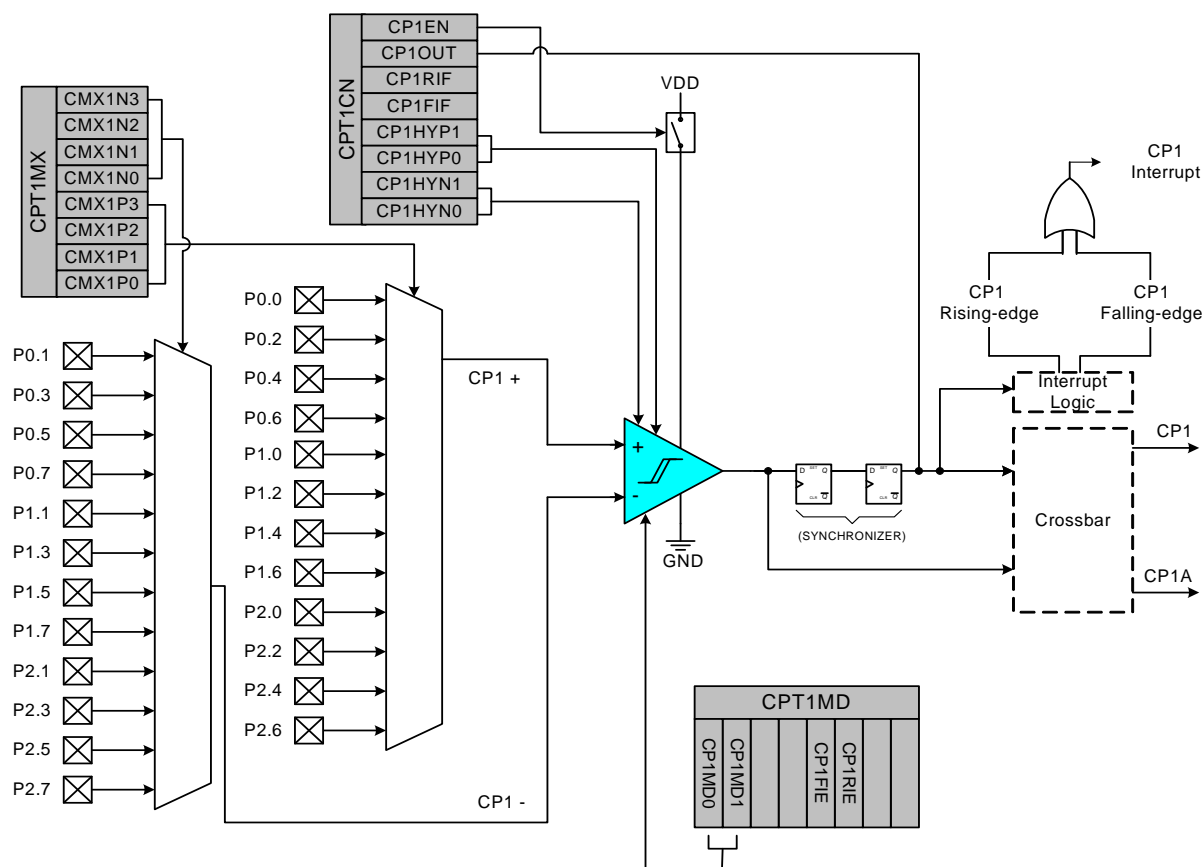 CPT1CN
CP1EN
CP1OUT
CP1RIF
CP1FIF
CP1HYP1
CP1HYP0
CP1HYN1
CP1HYN0
CPT1MX
CMX1N3
CMX1N2
CMX1N1
CMX1N0
CMX1P3
CMX1P2
CMX1P1
CMX1P0
VDD
CP1
Interrupt
CP1
Rising-edge
CP1
Falling-edge
Interrupt
Logic
P0.1
P0.3
P0.5
P0.7
P1.1
P1.3
P1.5
P1.7
P2.1
P2.3
P2.5
P2.7
P0.0
P0.2
P0.4
P0.6
P1.0
P1.2
P1.4
P1.6
P2.0
P2.2
P2.4
P2.6
CP1 +
CP1 -
+
-
GND
D SET Q
CLR Q
D SET Q
CLR Q
(SYNCHRONIZER)
Crossbar
CP1
CP1A
CPT1MD
CP1MD0
CP1MD1
CP1FIE
CP1RIE